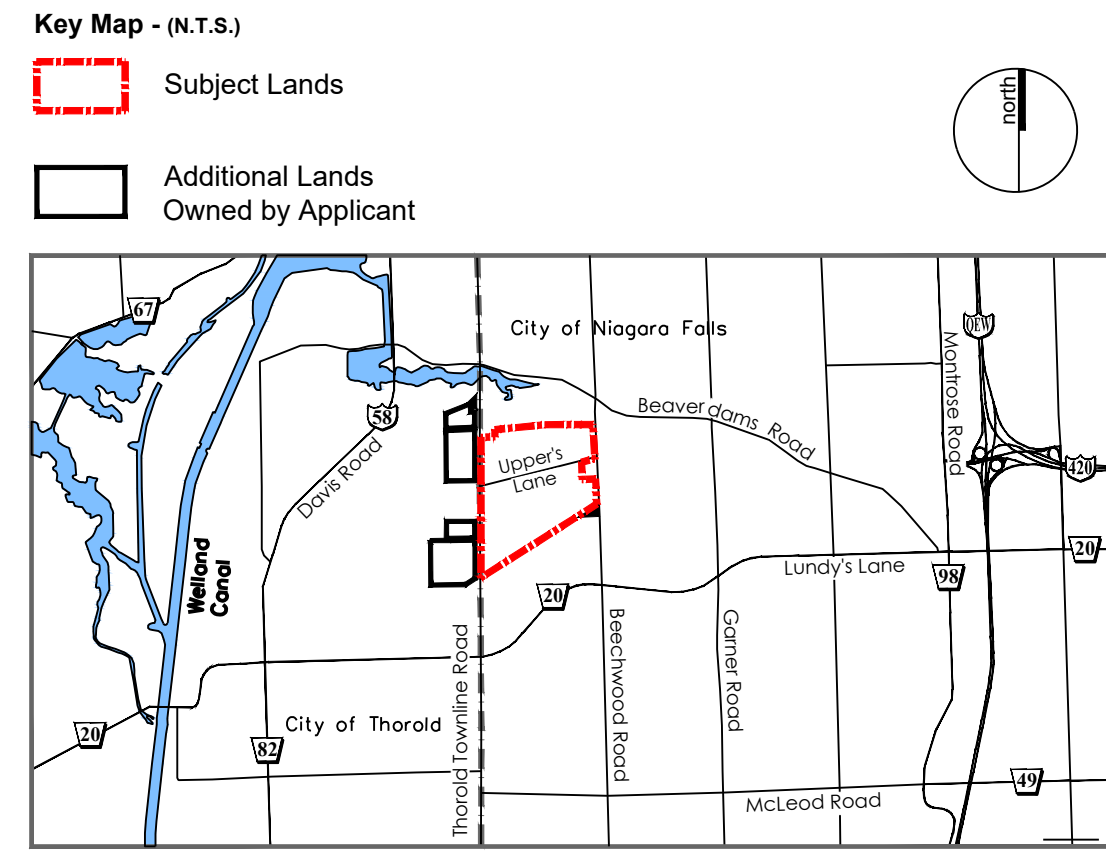 Key Map - (N.T.S.)
Subject Lands
north
Additional Lands
Owned by Applicant
67
City of Niagara Falls
QEW
Montrose Road
58
Beaverdams Road
Davis Road
Upper's
Lane
420
Welland
Canal
20
Lundy's Lane
98
20
Beechwood Road
Garner Road
Thorold Townline Road
City of Thorold
20
82
49
McLeod Road